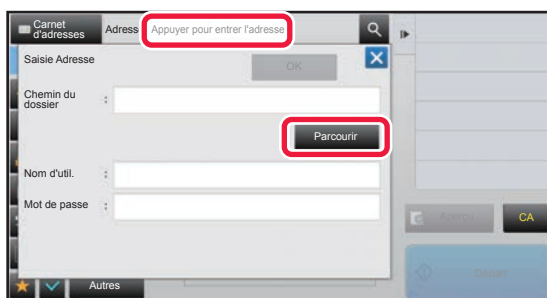 Carnet
d'adresses
Adress
Appuyer pour entrer l'adresse
Saisie Adresse
OK
Chemin du
dossier :
Parcourir
Nom d'util. :
Mot de passe :
Aperçu
CA
Départ
Autres